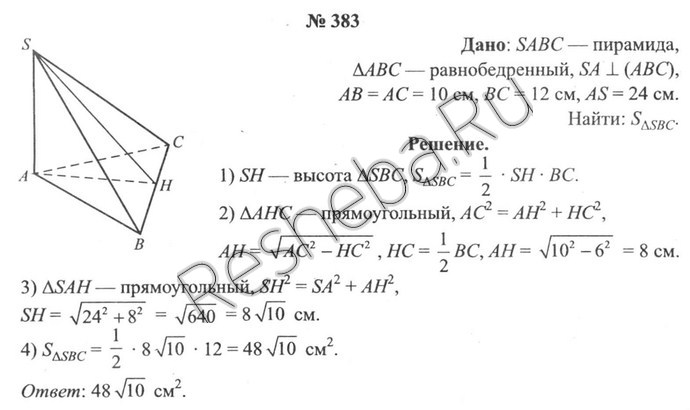 № 383
Дано: SABC — пирамида,
ΔABC — равнобедренный, SA ⊥ (ABC),
AB = AC = 10 см, BC = 12 см, AS = 24 см.
Найти: S_ΔSBC.
Решение.
S
A
B
C
H
1) SH — высота ΔSBC, S_ΔSBC = 1/2 · SH · BC.
2) ΔAHC — прямоугольный, AC² = AH² + HC²,
AH = √(AC² − HC²), HC = 1/2 BC, AH = √(10² − 6²) = 8 см.
3) ΔSAH — прямоугольный, SH² = SA² + AH²,
SH = √(24² + 8²) = √640 = 8√10 см.
4) S_ΔSBC = 1/2 · 8√10 · 12 = 48√10 см².
Ответ: 48√10 см².
Resheba.Ru